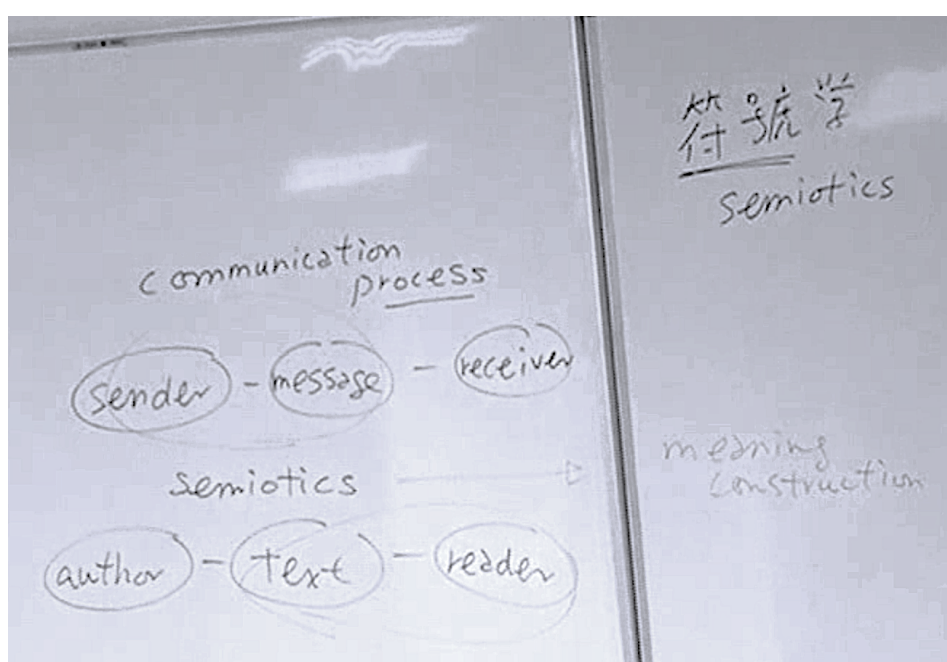 communication
process
sender - message - receiver
semiotics
author - text - reader
符號学
semiotics
meaning
construction